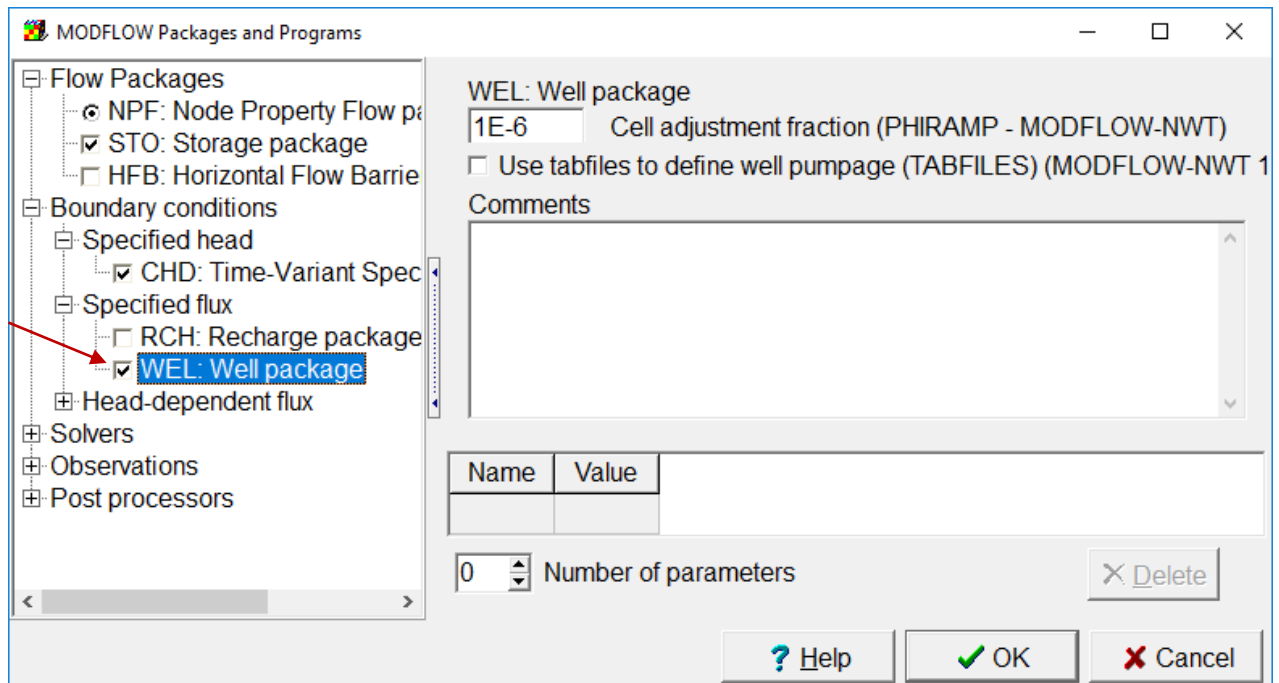 MODFLOW Packages and Programs
Flow Packages
NPF: Node Property Flow pa
STO: Storage package
HFB: Horizontal Flow Barrie
Boundary conditions
Specified head
CHD: Time-Variant Spec
Specified flux
RCH: Recharge package
WEL: Well package
Head-dependent flux
Solvers
Observations
Post processors
WEL: Well package
1E-6 Cell adjustment fraction (PHIRAMP - MODFLOW-NWT)
Use tabfiles to define well pumpage (TABFILES) (MODFLOW-NWT 1
Comments
Name Value
0 Number of parameters
Delete
? Help
OK
Cancel